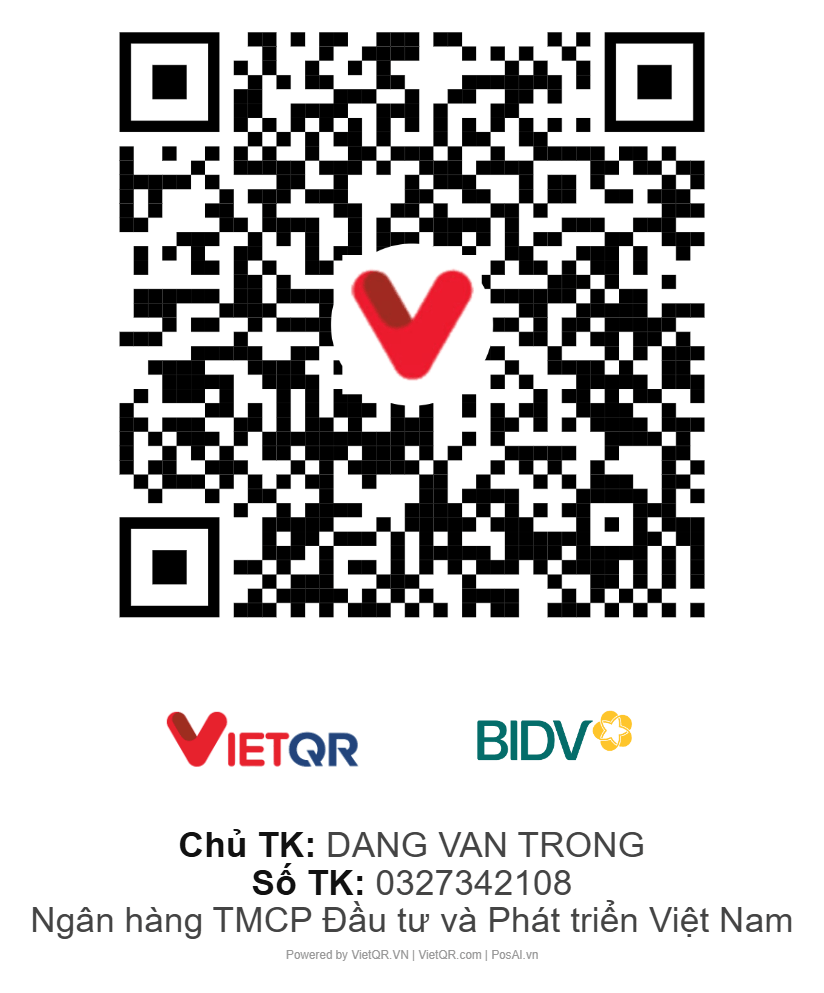 VIETQR
BIDV
Chủ TK: DANG VAN TRONG
Số TK: 0327342108
Ngân hàng TMCP Đầu tư và Phát triển Việt Nam
Powered by VietQR.VN | VietQR.com | PosAI.vn